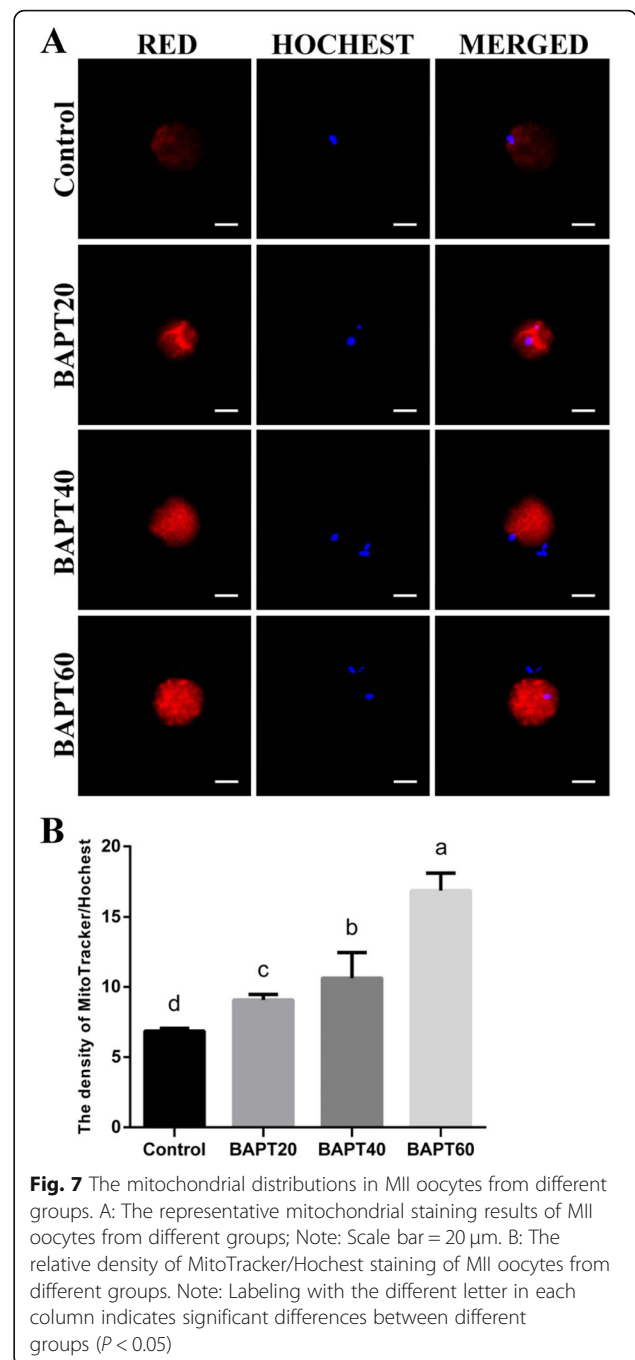 A
RED HOCHEST MERGED
Control
BAPT20
BAPT40
BAPT60
B
The density of MitoTracker/Hochest
20
15
10
5
0
d
c
b
a
Control BAPT20 BAPT40 BAPT60
Fig. 7 The mitochondrial distributions in MII oocytes from different
groups. A: The representative mitochondrial staining results of MII
oocytes from different groups; Note: Scale bar = 20 μm. B: The
relative density of MitoTracker/Hochest staining of MII oocytes from
different groups. Note: Labeling with the different letter in each
column indicates significant differences between different
groups (P < 0.05)